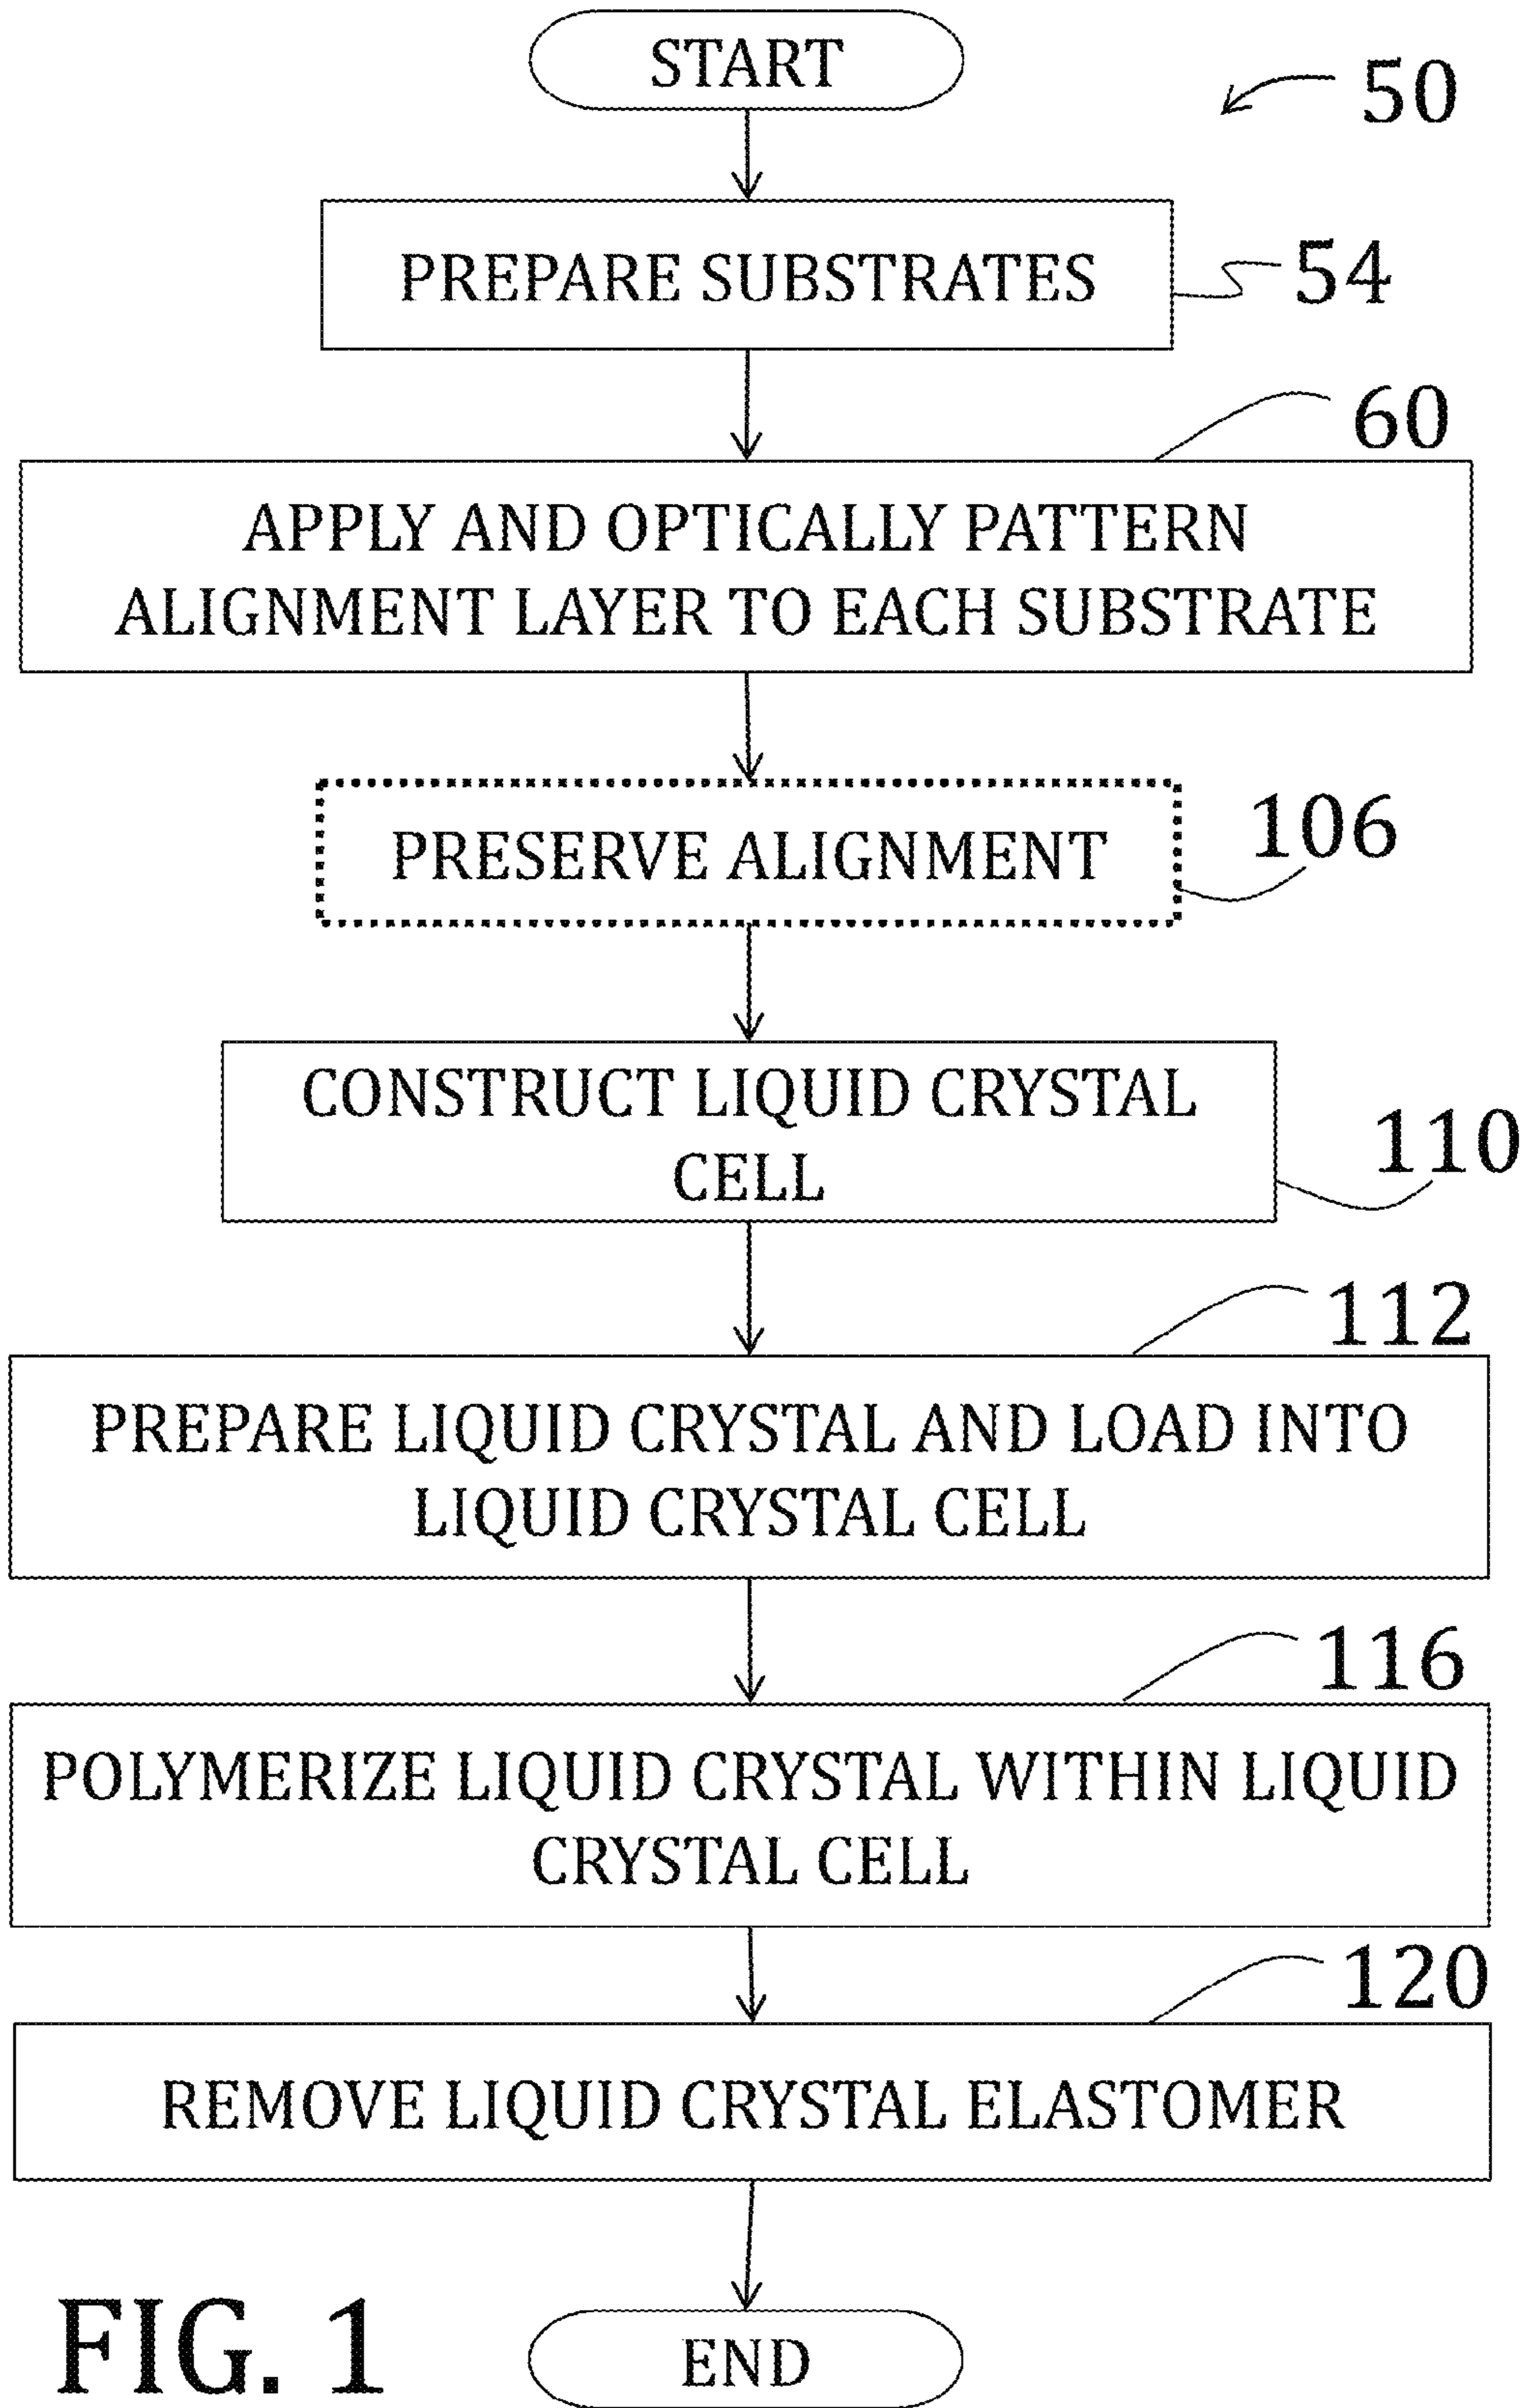 START
50
PREPARE SUBSTRATES
54
60
APPLY AND OPTICALLY PATTERN
ALIGNMENT LAYER TO EACH SUBSTRATE
PRESERVE ALIGNMENT
106
CONSTRUCT LIQUID CRYSTAL
CELL
110
112
PREPARE LIQUID CRYSTAL AND LOAD INTO
LIQUID CRYSTAL CELL
116
POLYMERIZE LIQUID CRYSTAL WITHIN LIQUID
CRYSTAL CELL
120
REMOVE LIQUID CRYSTAL ELASTOMER
END
FIG. 1